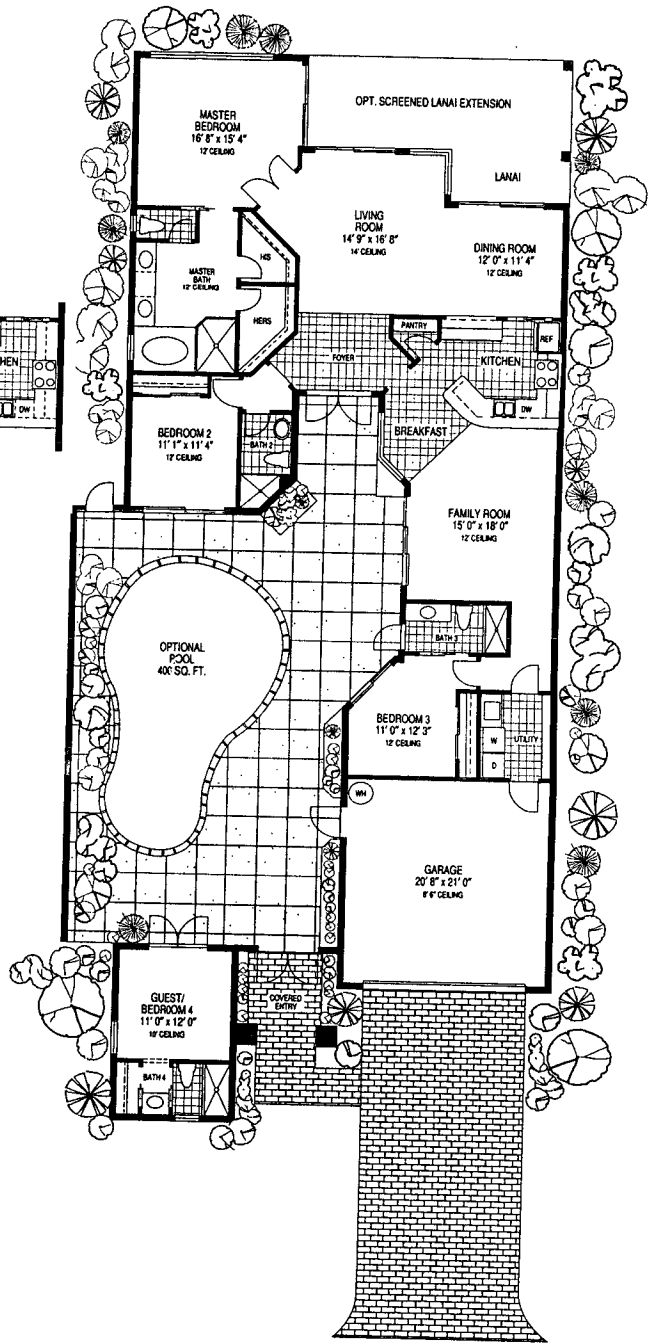 OPT. SCREENED LANAI EXTENSION
MASTER
BEDROOM
16' 8" x 15' 4"
12' CEILING
LANAI
LIVING
ROOM
14' 9" x 16' 8"
14' CEILING
DINING ROOM
12' 0" x 11' 4"
12' CEILING
HIS
MASTER
BATH
12' CEILING
HERS
PANTRY
REF
FOYER
KITCHEN
HEN
DW
DW
BREAKFAST
BEDROOM 2
11' 1" x 11' 4"
12' CEILING
BATH 2
FAMILY ROOM
15' 0" x 18' 0"
12' CEILING
BATH 3
OPTIONAL
POOL
400 SQ. FT.
BEDROOM 3
11' 0" x 12' 3"
12' CEILING
W
UTILITY
D
WH
GARAGE
20' 8" x 21' 0"
8' 6" CEILING
GUEST/
BEDROOM 4
11' 0" x 12' 0"
10' CEILING
COVERED
ENTRY
BATH 4